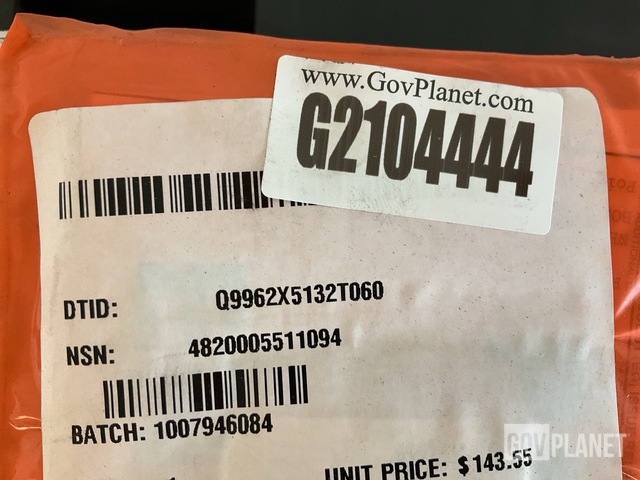 www.GovPlanet.com
G2104444
DTID: Q9962X5132T060
NSN: 4820005511094
BATCH: 1007946084
UNIT PRICE: $143.55
GOVPLANET